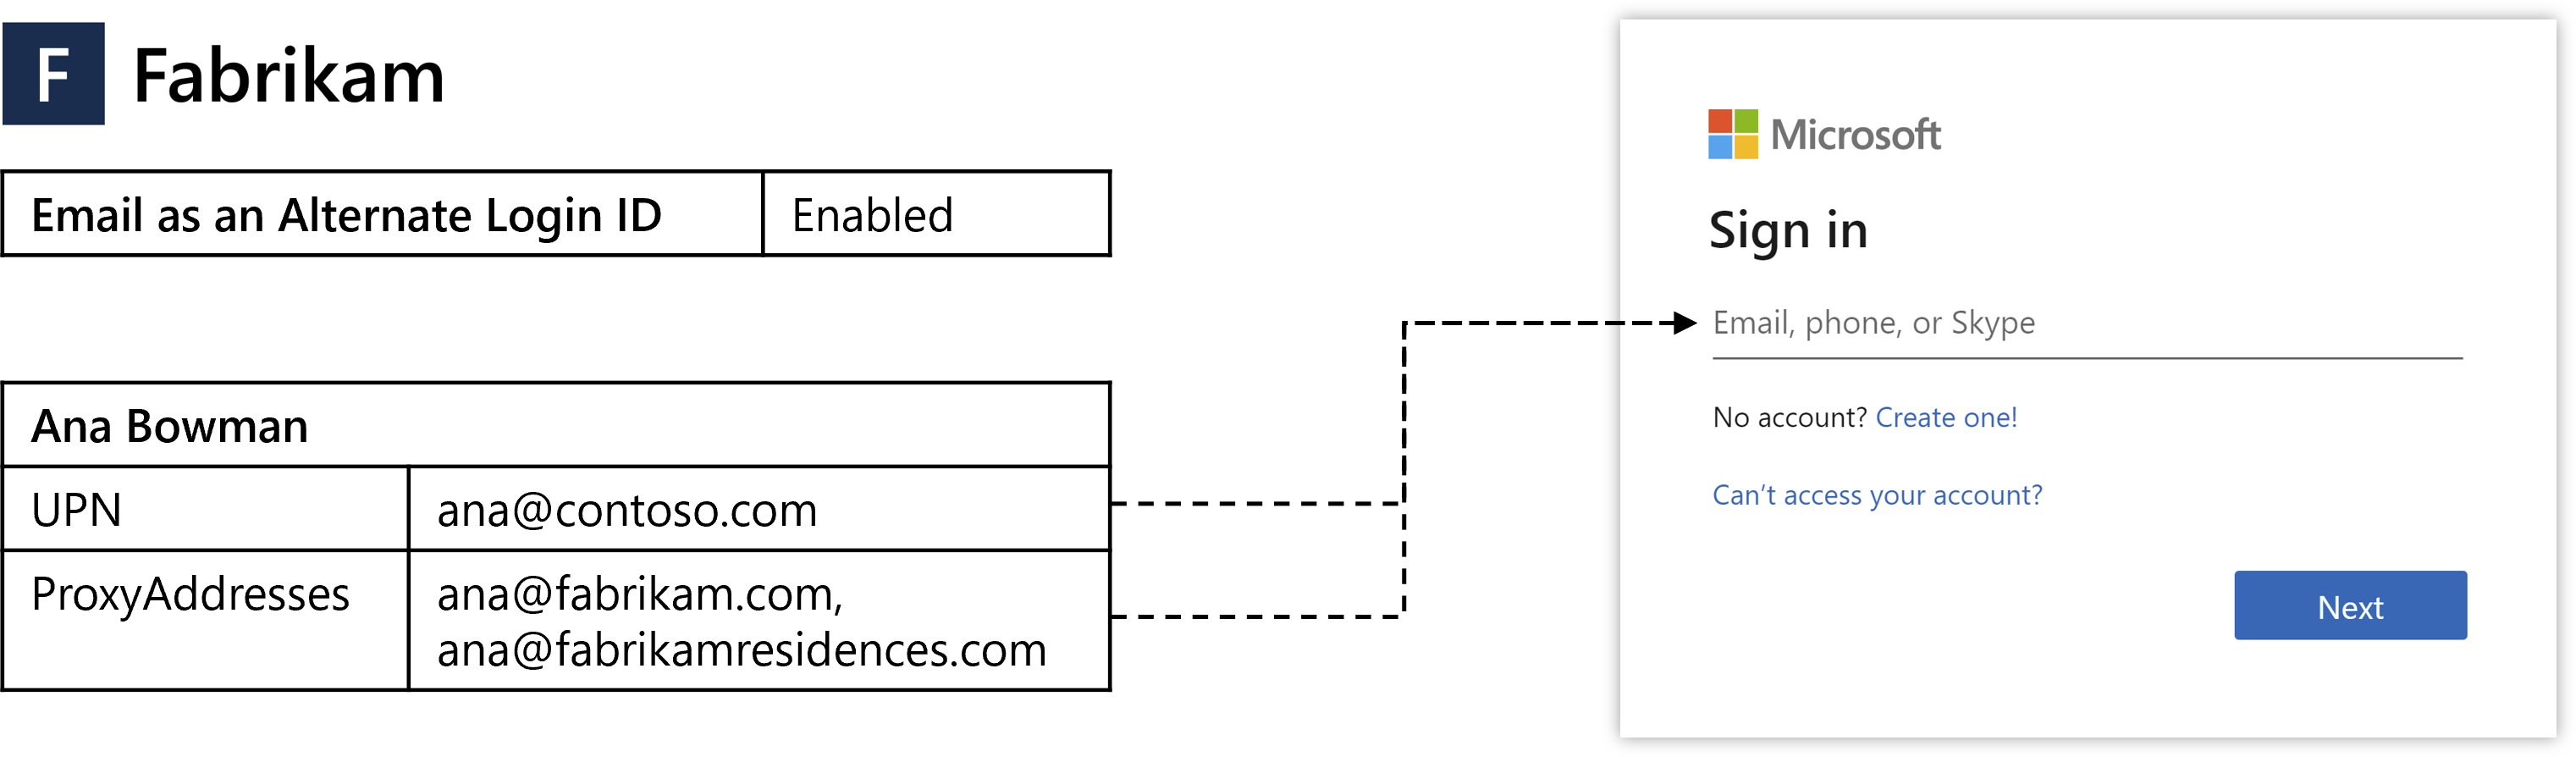 F Fabrikam
Email as an Alternate Login ID Enabled
Ana Bowman
UPN ana@contoso.com
ProxyAddresses ana@fabrikam.com,
ana@fabrikamresidences.com
Microsoft
Sign in
Email, phone, or Skype
No account? Create one!
Can’t access your account?
Next